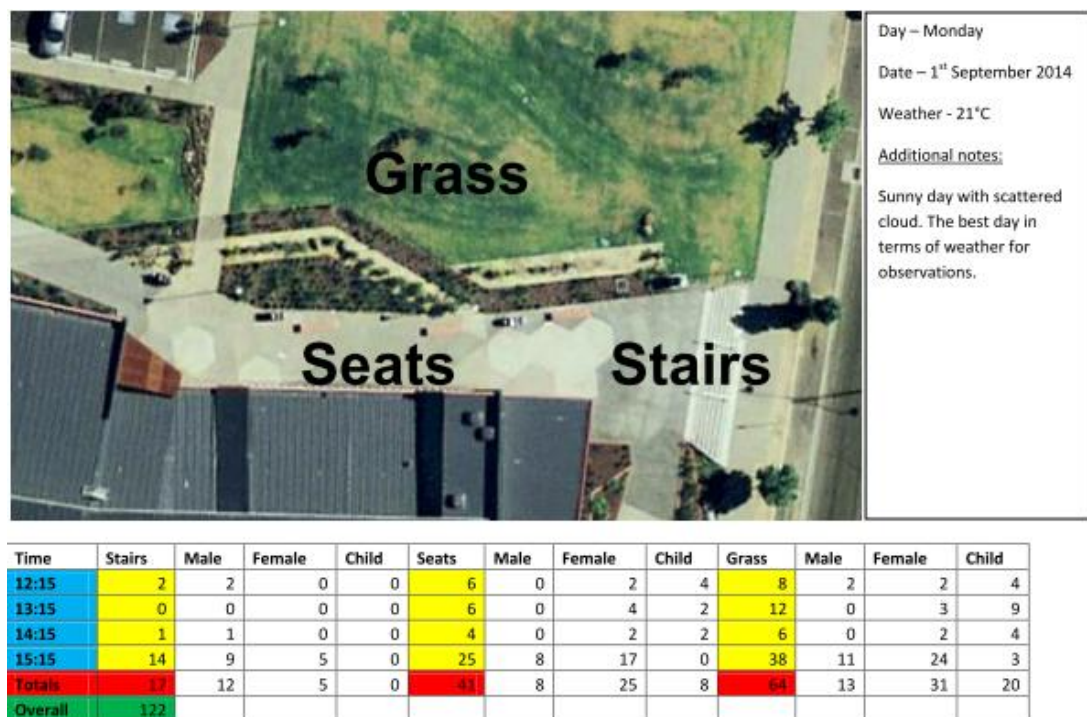 Day – Monday
Date – 1st September 2014
Weather - 21°C
Additional notes:
Sunny day with scattered
cloud. The best day in
terms of weather for
observations.
Grass
Seats
Stairs
Time Stairs Male Female Child Seats Male Female Child Grass Male Female Child
12:15 2 2 0 0 6 0 2 4 8 2 2 4
13:15 0 0 0 0 6 0 4 2 12 0 3 9
14:15 1 1 0 0 4 0 2 2 6 0 2 4
15:15 14 9 5 0 25 8 17 0 38 11 24 3
Totals 17 12 5 0 41 8 25 8 64 13 31 20
Overall 122